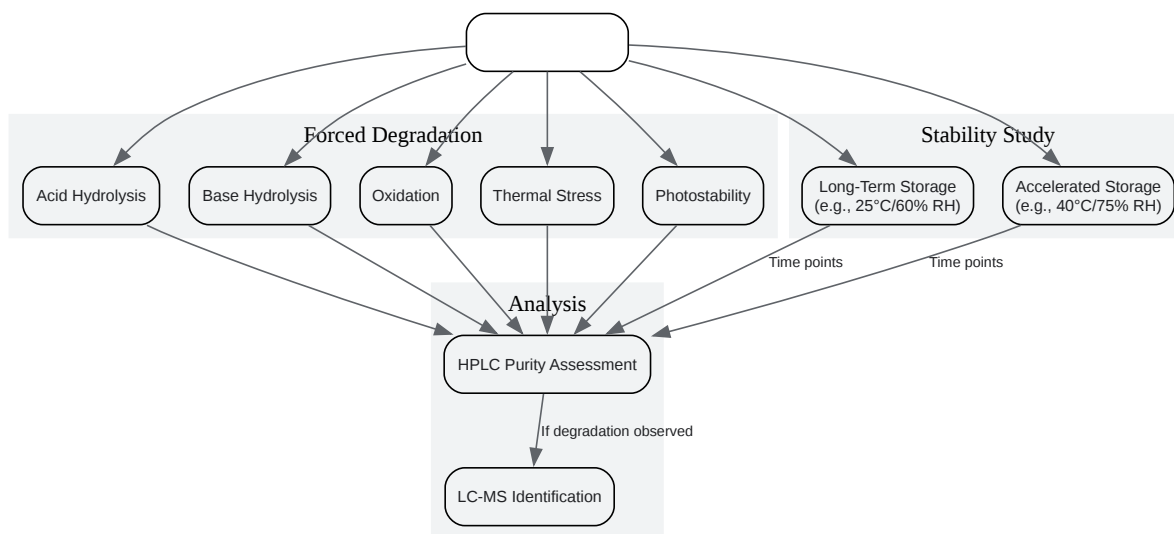 Forced Degradation
Stability Study
Acid Hydrolysis
Base Hydrolysis
Oxidation
Thermal Stress
Photostability
Long-Term Storage
(e.g., 25°C/60% RH)
Accelerated Storage
(e.g., 40°C/75% RH)
Time points
Time points
Analysis
HPLC Purity Assessment
If degradation observed
LC-MS Identification